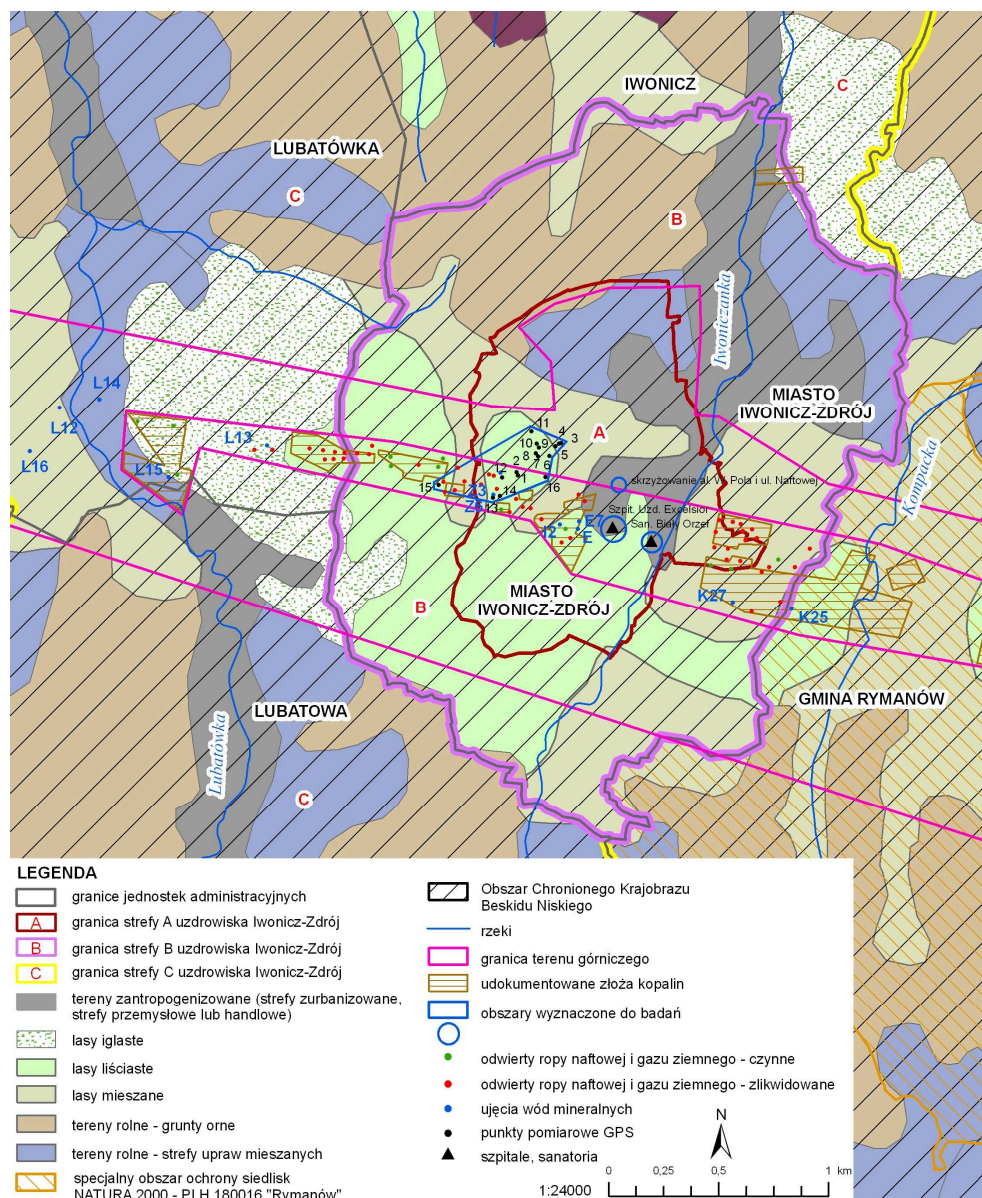 IWONICZ
C
LUBATÓWKA
C
B
Iwoniczanka
L14
L12
MIASTO
IWONICZ-ZDRÓJ
11
A
4
3
10
9
L13
8
7
5
L16
6
2
L15
1
16
skrzyżowanie al. W. Pola i ul. Naftowej
15
14
13
Kompacka
Szpit. Uzd. Excelsior
E7
San. Biały Orzeł
E
MIASTO
IWONICZ-ZDRÓJ
B
K27
K25
GMINA RYMANÓW
LUBATOWA
Lubatówka
C
LEGENDA
granice jednostek administracyjnych
A granica strefy A uzdrowiska Iwonicz-Zdrój
B granica strefy B uzdrowiska Iwonicz-Zdrój
C granica strefy C uzdrowiska Iwonicz-Zdrój
tereny zantropogenizowane (strefy zurbanizowane,
strefy przemysłowe lub handlowe)
lasy iglaste
lasy liściaste
lasy mieszane
tereny rolne - grunty orne
tereny rolne - strefy upraw mieszanych
specjalny obszar ochrony siedlisk
NATURA 2000 - PLH 180016 "Rymanów"
Obszar Chronionego Krajobrazu
Beskidu Niskiego
rzeki
granica terenu górniczego
udokumentowane złoża kopalin
obszary wyznaczone do badań
odwierty ropy naftowej i gazu ziemnego - czynne
odwierty ropy naftowej i gazu ziemnego - zlikwidowane
ujęcia wód mineralnych
punkty pomiarowe GPS
szpitale, sanatoria
N
0 0,25 0,5 1 km
1:24000